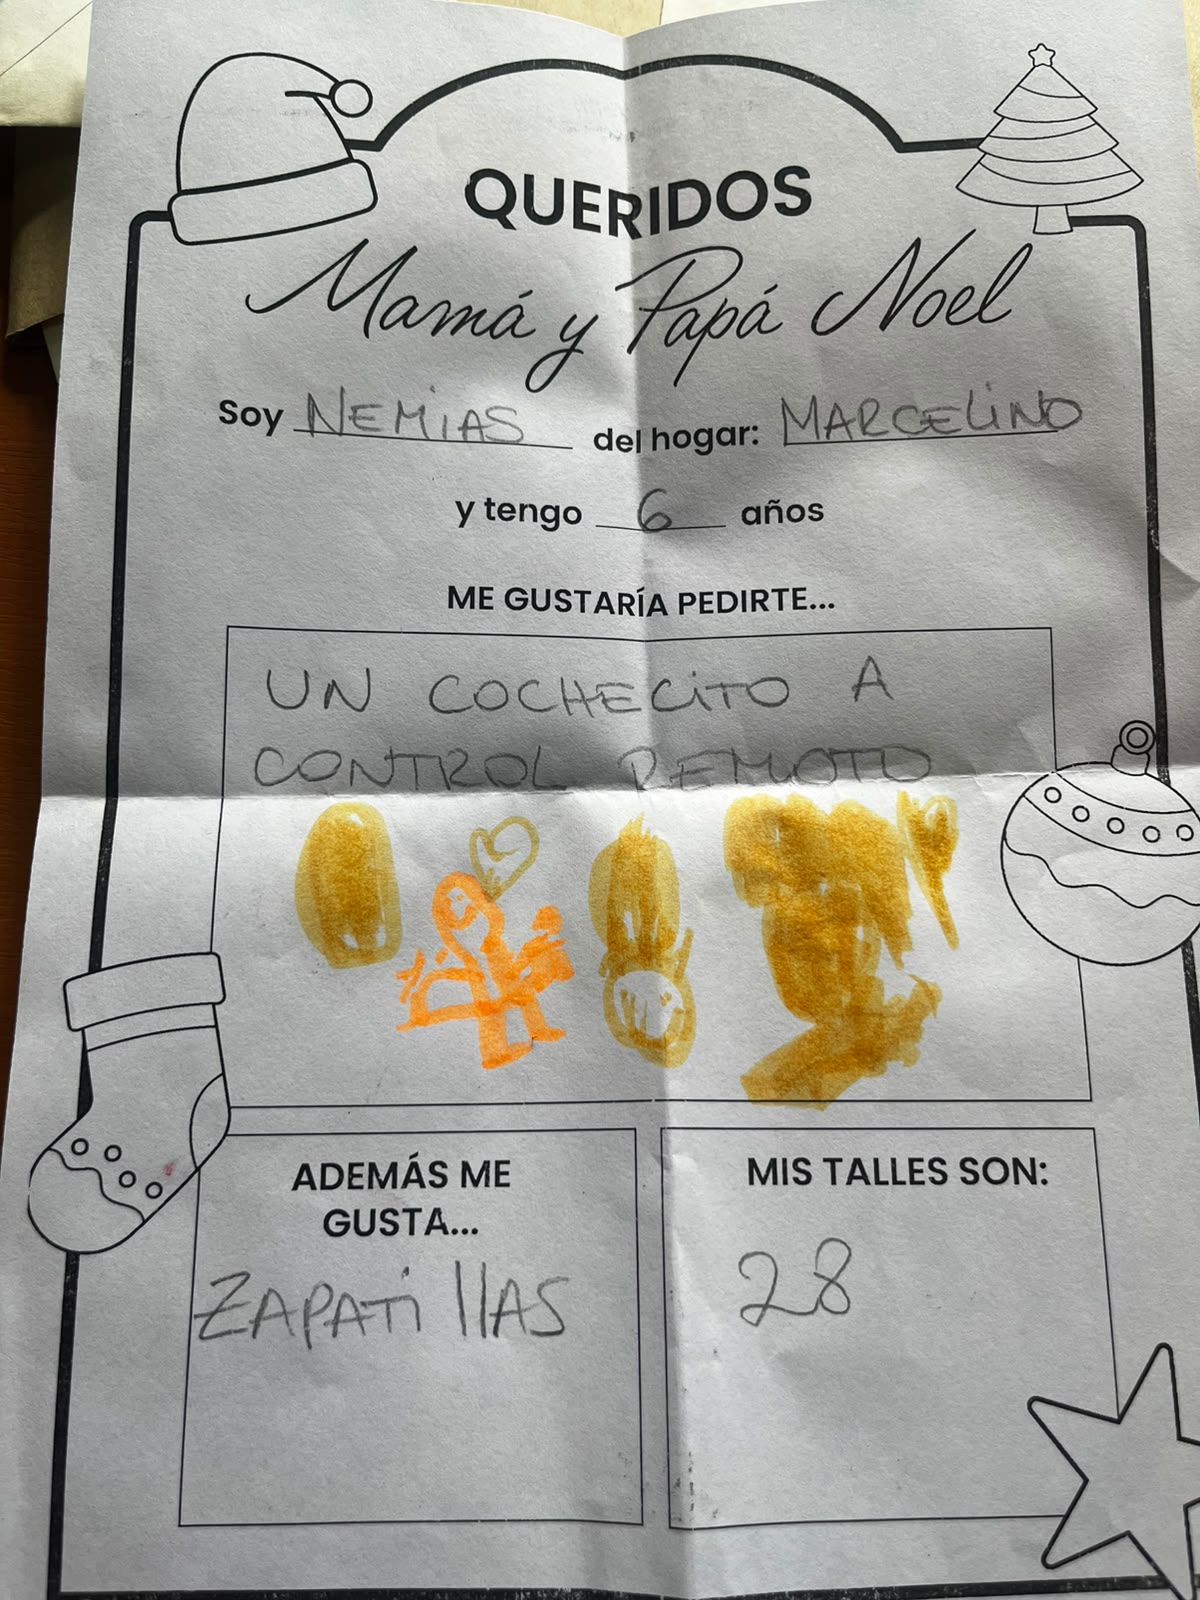 QUERIDOS
Mamá y Papá Noel
Soy NEMIAS del hogar: MARCELINO
y tengo 6 años
ME GUSTARÍA PEDIRTE...
UN COCHECITO A
CONTROL REMOTO
ADEMÁS ME
GUSTA...
ZAPATILLAS
MIS TALLES SON:
28